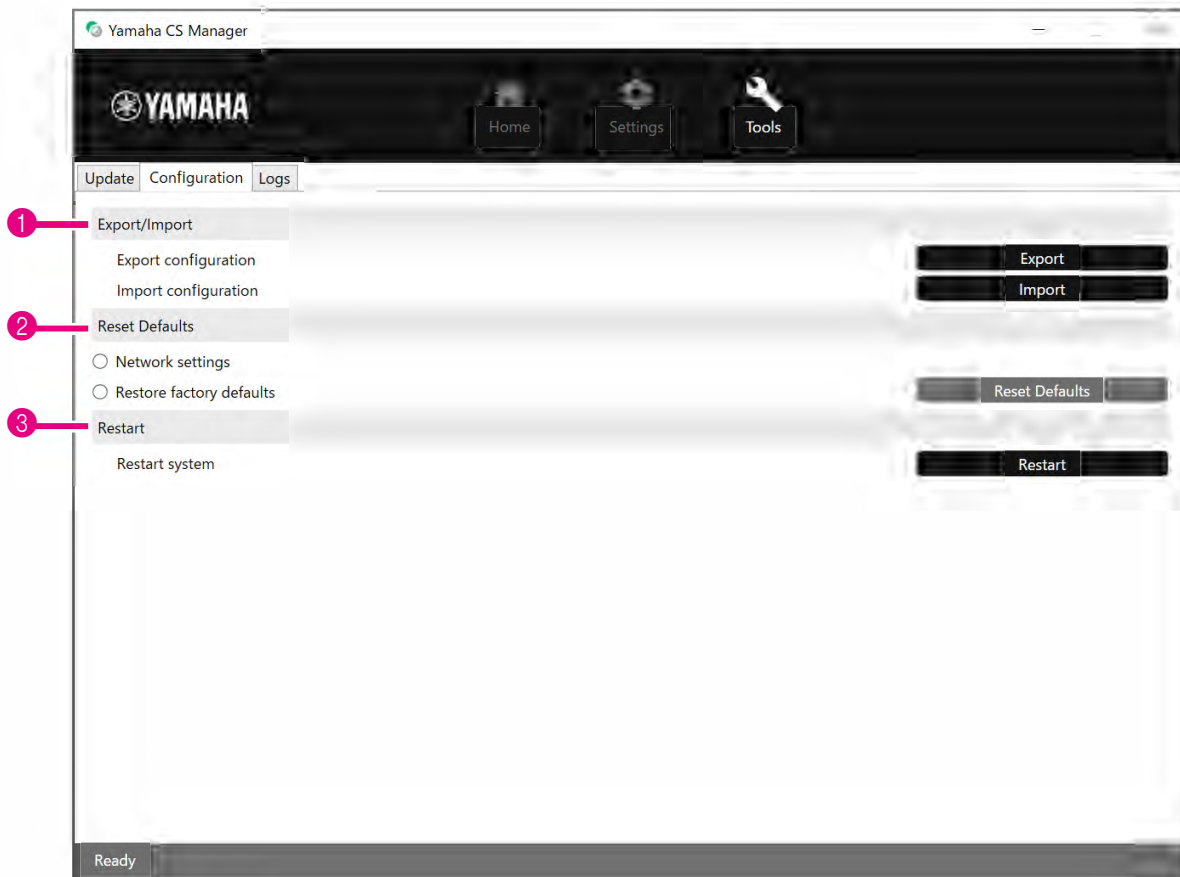 Yamaha CS Manager
YAMAHA
Home Settings Tools
Update Configuration Logs
1 Export/Import
Export configuration Export
Import configuration Import
2 Reset Defaults
Network settings
Restore factory defaults Reset Defaults
3 Restart
Restart system Restart
Ready